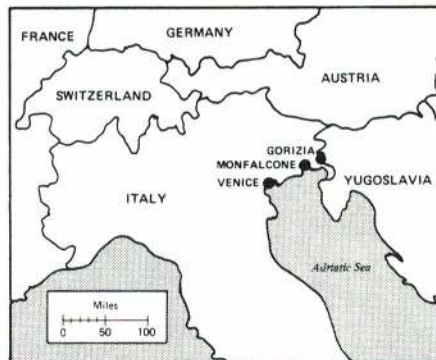 FRANCE
GERMANY
AUSTRIA
SWITZERLAND
GORIZIA
MONFALCONE
VENICE
YUGOSLAVIA
ITALY
Adriatic Sea
Miles
0 50 100